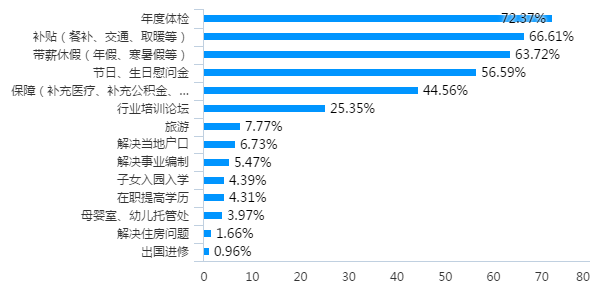 年度体检 72.37%
补贴（餐补、交通、取暖等） 66.61%
带薪休假（年假、寒暑假等） 63.72%
节日、生日慰问金 56.59%
保障（补充医疗、补充公积金、... 44.56%
行业培训论坛 25.35%
旅游 7.77%
解决当地户口 6.73%
解决事业编制 5.47%
子女入园入学 4.39%
在职提高学历 4.31%
母婴室、幼儿托管处 3.97%
解决住房问题 1.66%
出国进修 0.96%
0 10 20 30 40 50 60 70 80